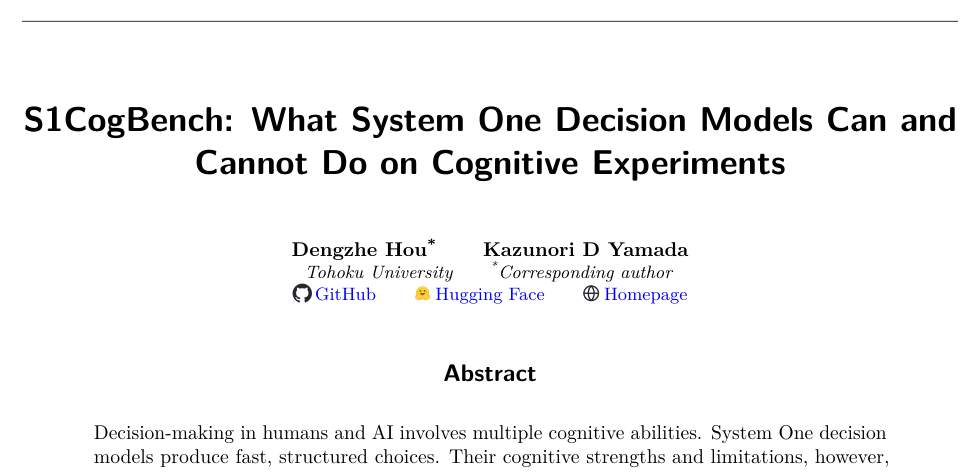 S1CogBench: What System One Decision Models Can and
Cannot Do on Cognitive Experiments
Dengzhe Hou* Kazunori D Yamada
Tohoku University *Corresponding author
GitHub Hugging Face Homepage
Abstract
Decision-making in humans and AI involves multiple cognitive abilities. System One decision
models produce fast, structured choices. Their cognitive strengths and limitations, however,